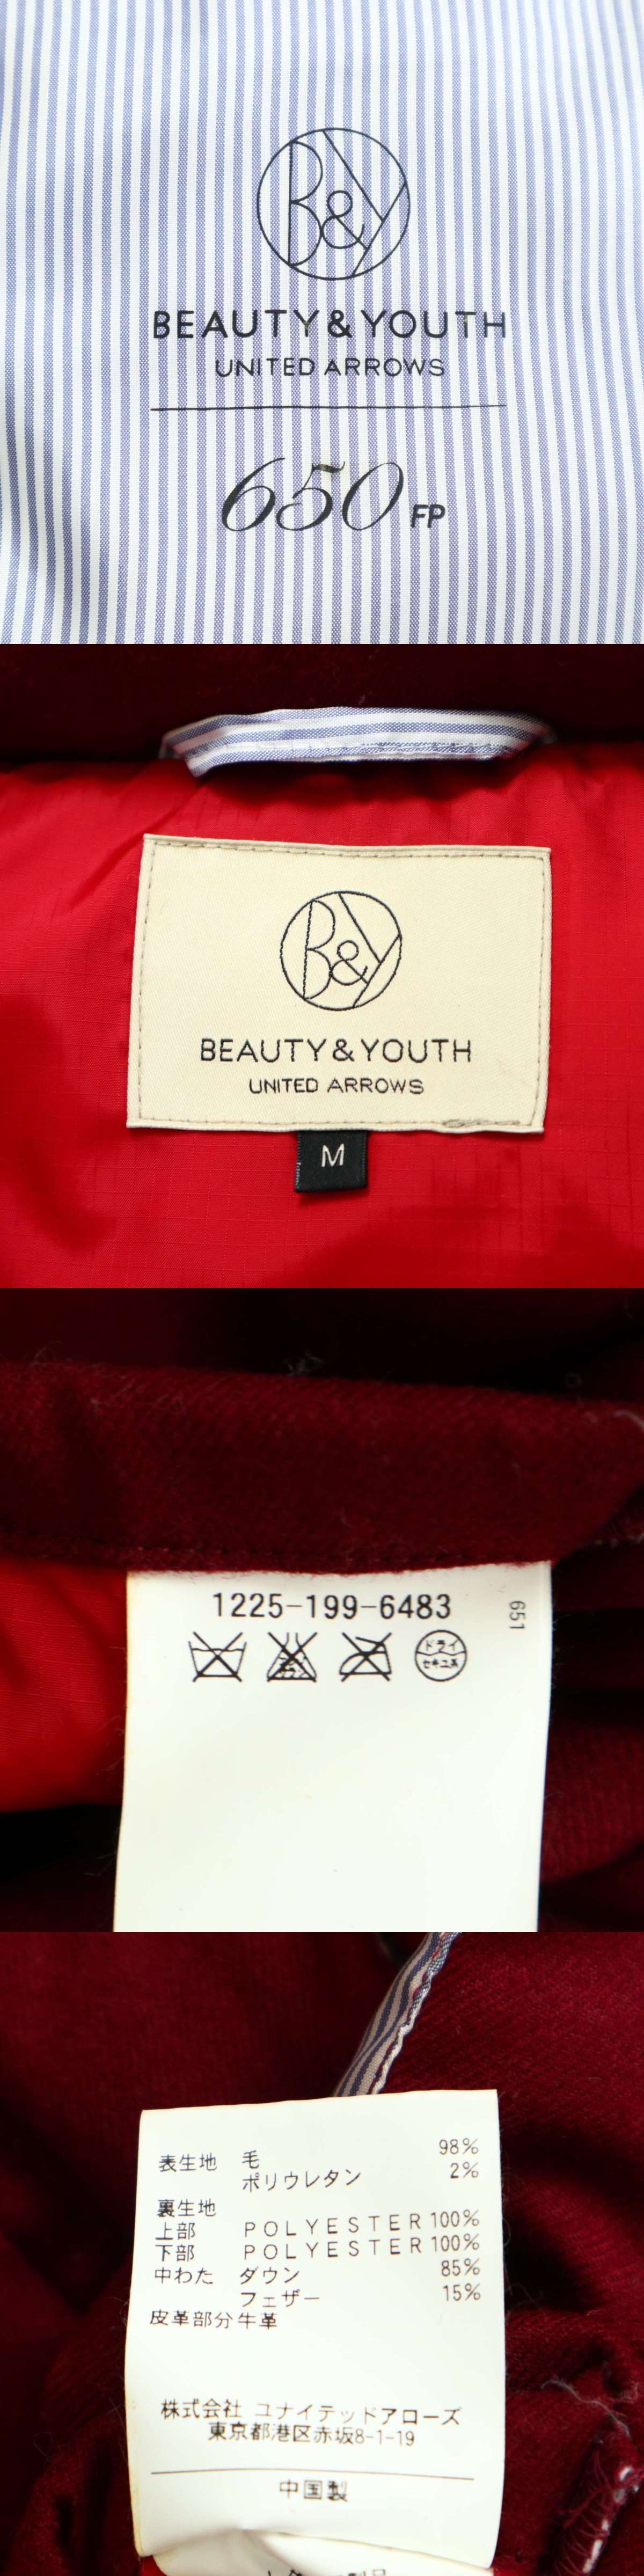 B&Y
BEAUTY&YOUTH
UNITED ARROWS
650 FP
B&Y
BEAUTY&YOUTH
UNITED ARROWS
M
1225-199-6483
651
ドライ
セキユ系
表生地 毛 98%
ポリウレタン 2%
裏生地
上部 POLYESTER 100%
下部 POLYESTER 100%
中わた ダウン 85%
フェザー 15%
皮革部分牛革
株式会社 ユナイテッドアローズ
東京都港区赤坂8-1-19
中国製